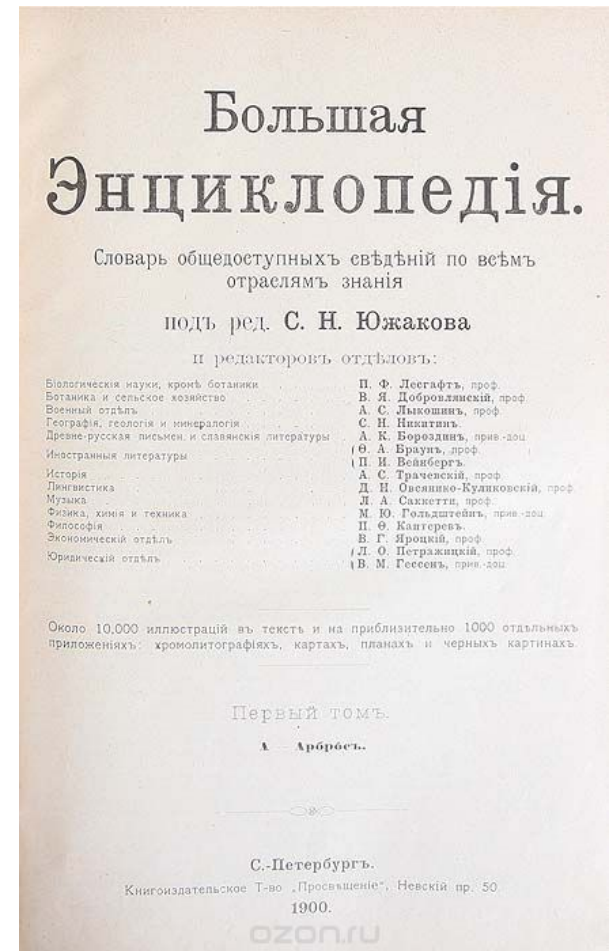 Большая
Энциклопедія.
Словарь общедоступныхъ свѣдѣній по всѣмъ
отраслямъ знанія
подъ ред. С. Н. Южакова
и редакторовъ отдѣловъ:
Біологическія науки, кромѣ ботаники П. Ф. Лесгафтъ, проф.
Ботаника и сельское хозяйство В. Я. Добровлянскій, проф.
Военный отдѣлъ А. С. Лыкошинъ, проф.
Географія, геологія и минералогія С. Н. Никитинъ.
Древне-русская письмен. и славянскія литературы А. К. Бороздинъ, прив.-доц.
Иностранныя литературы Ѳ. А. Браунъ, проф.
П. И. Вейнбергъ.
Исторія А. С. Трачевскій, проф.
Лингвистика Д. Н. Овсянико-Куликовскій, проф.
Музыка Л. А. Саккетти, проф.
Физика, химія и техника М. Ю. Гольдштейнъ, прив.-доц.
Философія П. Ѳ. Каптеревъ.
Экономическій отдѣлъ В. Г. Яроцкій, проф.
Юридическій отдѣлъ Л. О. Петражицкій, проф.
В. М. Гессенъ, прив.-доц.
Около 10,000 иллюстрацій въ текстѣ и на приблизительно 1000 отдѣльныхъ
приложеніяхъ: хромолитографіяхъ, картахъ, планахъ и черныхъ картинахъ.
Первый томъ.
А Арбросъ.
С.-Петербургъ.
Книгоиздательское Т-во „Просвѣщеніе", Невскій пр. 50.
1900.
ozon.ru